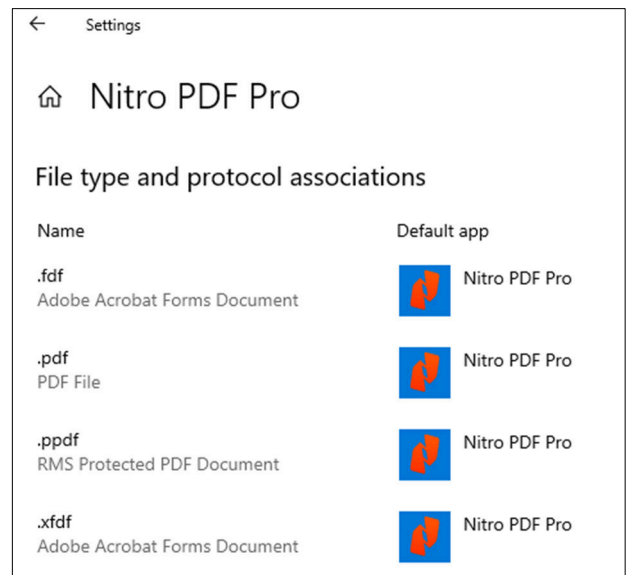 Settings
Nitro PDF Pro
File type and protocol associations
Name Default app
.fdf Nitro PDF Pro
Adobe Acrobat Forms Document
.pdf Nitro PDF Pro
PDF File
.ppdf Nitro PDF Pro
RMS Protected PDF Document
.xfdf Nitro PDF Pro
Adobe Acrobat Forms Document